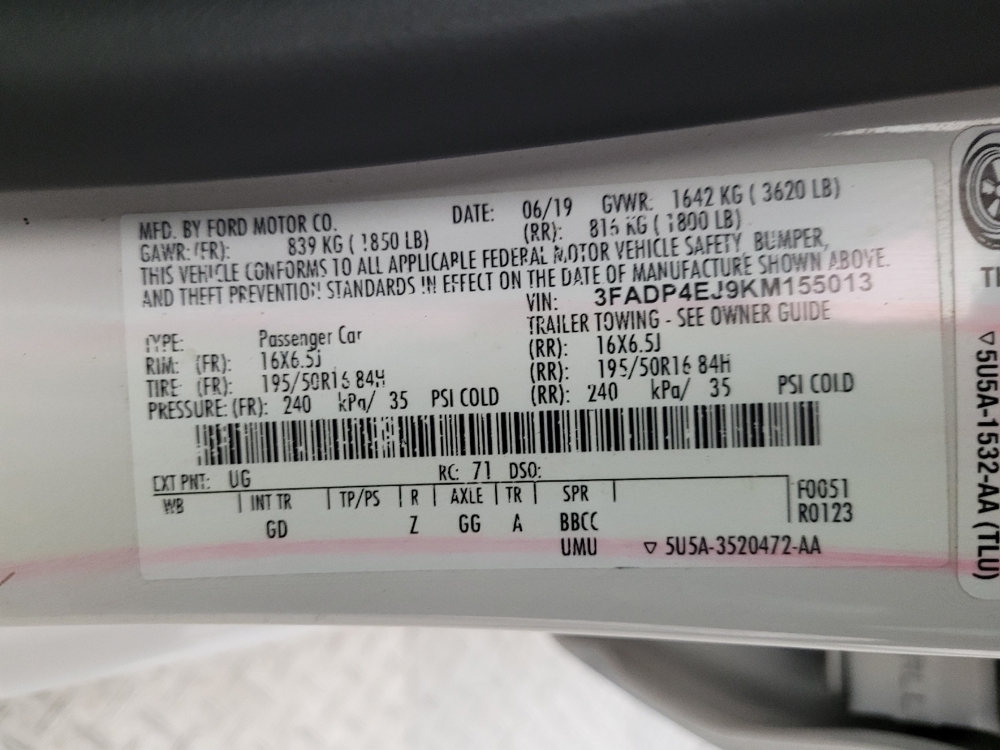 MFD. BY FORD MOTOR CO. DATE: 06/19 GVWR: 1642 KG ( 3620 LB)
GAWR: (FR): 839 KG ( 1850 LB) (RR): 816 KG ( 1800 LB)
THIS VEHICLE CONFORMS TO ALL APPLICABLE FEDERAL MOTOR VEHICLE SAFETY, BUMPER,
AND THEFT PREVENTION STANDARDS IN EFFECT ON THE DATE OF MANUFACTURE SHOWN ABOVE.
VIN: 3FADP4EJ9KM155013
TYPE: Passenger Car TRAILER TOWING - SEE OWNER GUIDE
RIM: (FR): 16X6.5J (RR): 16X6.5J
TIRE: (FR): 195/50R16 84H (RR): 195/50R16 84H
PRESSURE: (FR): 240 kPa/ 35 PSI COLD (RR): 240 kPa/ 35 PSI COLD
EXT PNT: UG RC: 71 DSO:
WB INT TR TP/PS R AXLE TR SPR F0051
GD Z GG A BBCC R0123
UMU ▽ 5U5A-3520472-AA
▽ 5U5A-1532-AA (TLU)